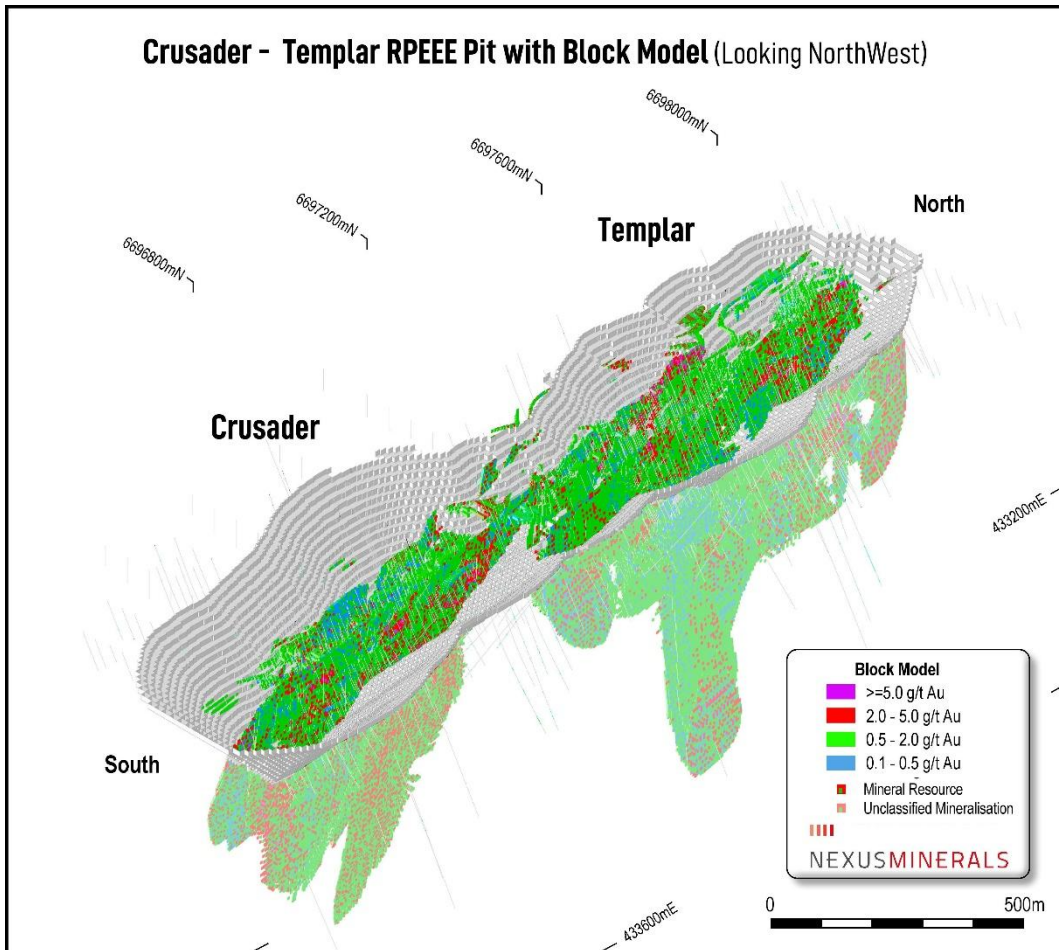 Crusader - Templar RPEEE Pit with Block Model (Looking NorthWest)
6698000mN
6697600mN
6697200mN
6696800mN
North
Templar
Crusader
South
433200mE
433600mE
Block Model
>=5.0 g/t Au
2.0 - 5.0 g/t Au
0.5 - 2.0 g/t Au
0.1 - 0.5 g/t Au
Mineral Resource
Unclassified Mineralisation
NEXUSMINERALS
0 500m